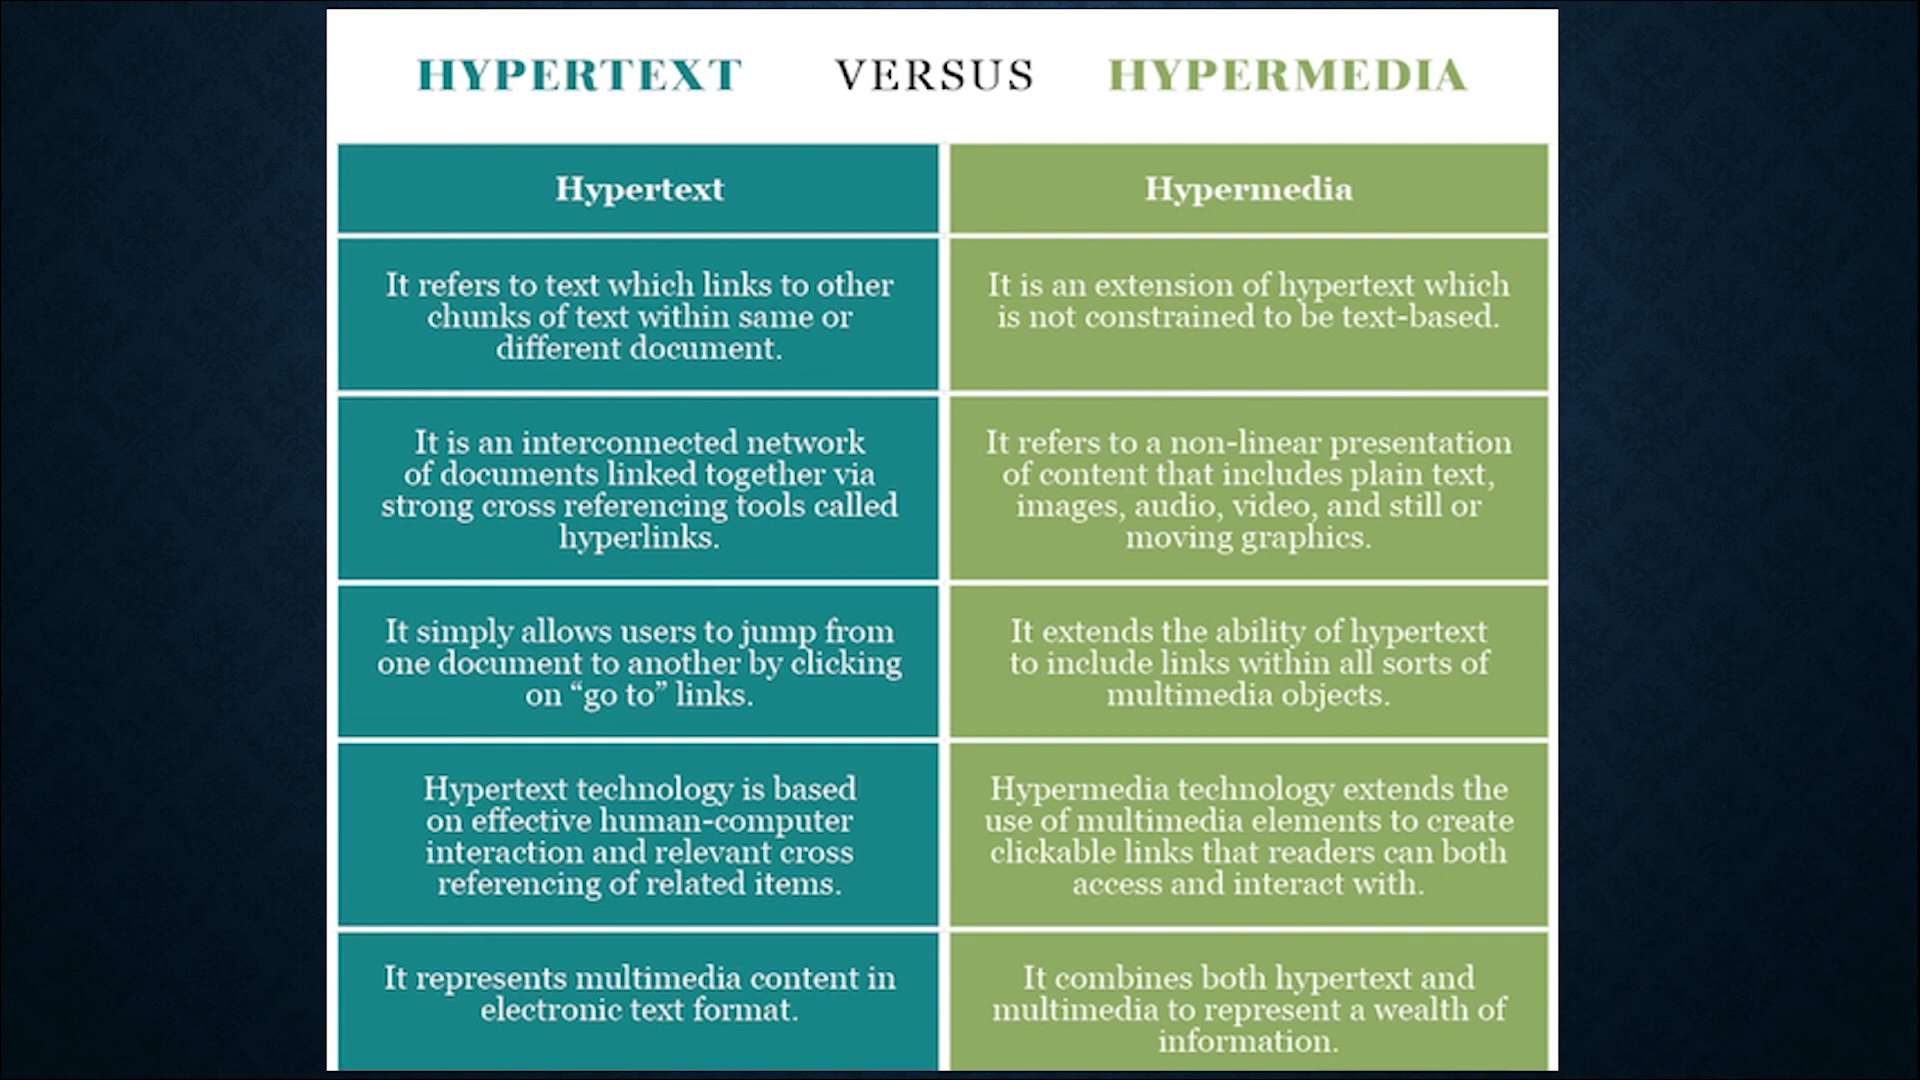 HYPERTEXT VERSUS HYPERMEDIA
Hypertext
Hypermedia
It refers to text which links to other
chunks of text within same or
different document.
It is an extension of hypertext which
is not constrained to be text-based.
It is an interconnected network
of documents linked together via
strong cross referencing tools called
hyperlinks.
It refers to a non-linear presentation
of content that includes plain text,
images, audio, video, and still or
moving graphics.
It simply allows users to jump from
one document to another by clicking
on “go to” links.
It extends the ability of hypertext
to include links within all sorts of
multimedia objects.
Hypertext technology is based
on effective human-computer
interaction and relevant cross
referencing of related items.
Hypermedia technology extends the
use of multimedia elements to create
clickable links that readers can both
access and interact with.
It represents multimedia content in
electronic text format.
It combines both hypertext and
multimedia to represent a wealth of
information.